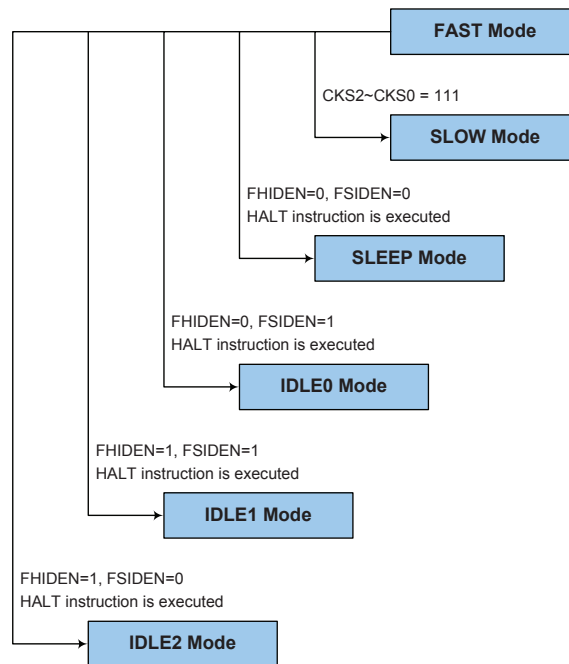 FAST Mode
CKS2~CKS0 = 111
SLOW Mode
FHIDEN=0, FSIDEN=0
HALT instruction is executed
SLEEP Mode
FHIDEN=0, FSIDEN=1
HALT instruction is executed
IDLE0 Mode
FHIDEN=1, FSIDEN=1
HALT instruction is executed
IDLE1 Mode
FHIDEN=1, FSIDEN=0
HALT instruction is executed
IDLE2 Mode